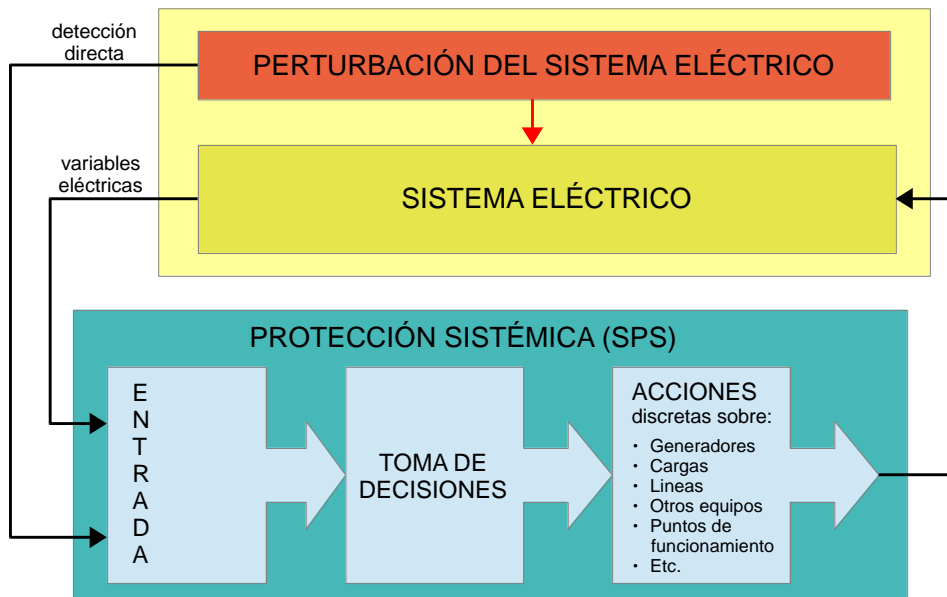 detección
directa
PERTURBACIÓN DEL SISTEMA ELÉCTRICO
variables
eléctricas
SISTEMA ELÉCTRICO
PROTECCIÓN SISTÉMICA (SPS)
E
N
T
R
A
D
A
TOMA DE
DECISIONES
ACCIONES
discretas sobre:
· Generadores
· Cargas
· Lineas
· Otros equipos
· Puntos de
funcionamiento
· Etc.